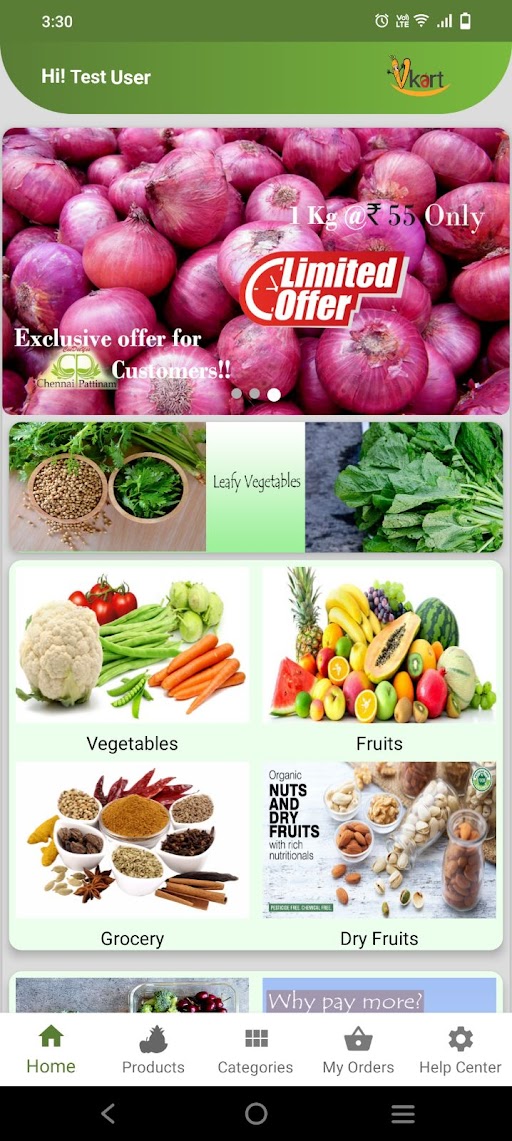 3:30
Vo)) LTE
Hi! Test User
Vkart
1 Kg @₹ 55 Only
Limited
Offer
Exclusive offer for
Customers!!
Chennai Pattinam
Leafy Vegetables
Vegetables
Fruits
Organic
NUTS
AND
DRY
FRUITS
with rich
nutritionals
PESTICIDE FREE, CHEMICAL FREE.
Grocery
Dry Fruits
Why pay more?
Home
Products
Categories
My Orders
Help Center